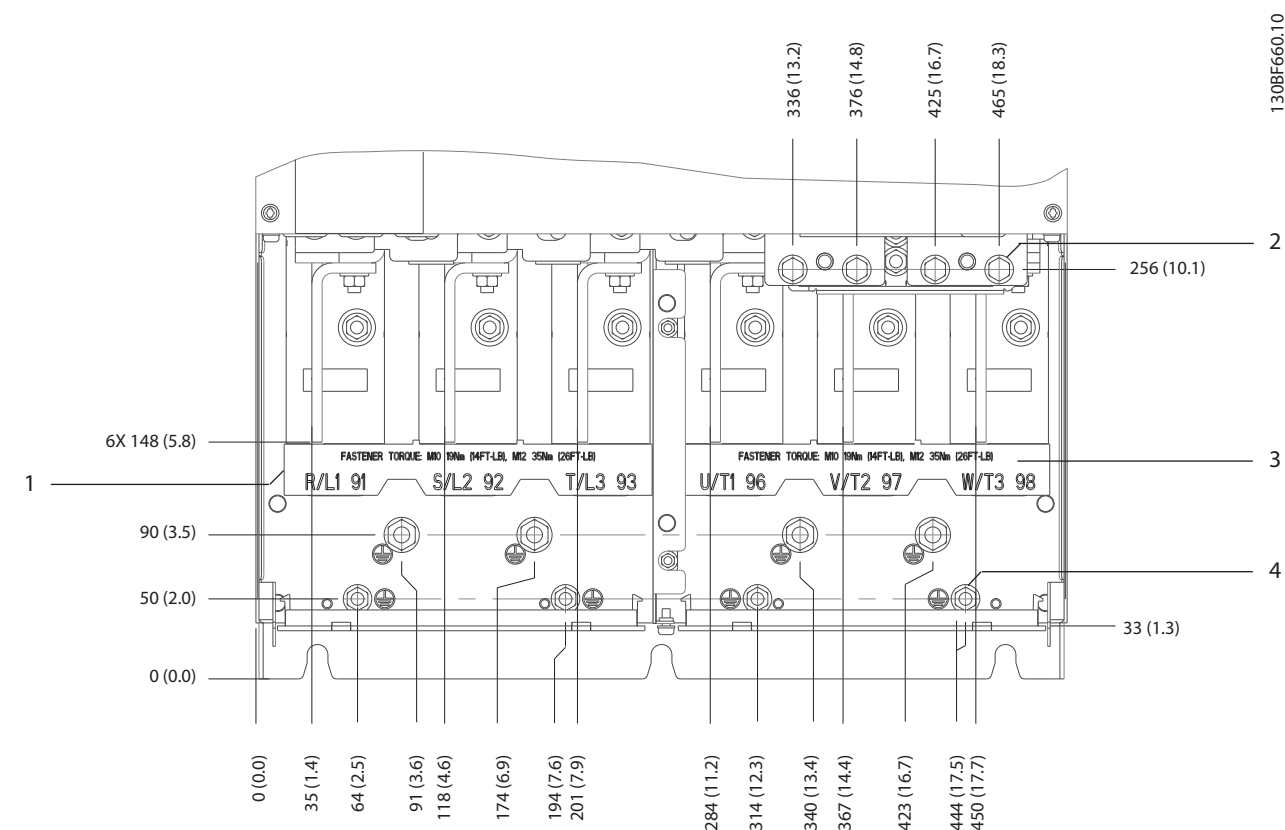 130BF660.10
336 (13.2)
376 (14.8)
425 (16.7)
465 (18.3)
2
256 (10.1)
6X 148 (5.8)
FASTENER TORQUE: M10 19Nm (14FT-LB), M12 35Nm (26FT-LB)
FASTENER TORQUE: M10 19Nm (14FT-LB), M12 35Nm (26FT-LB)
3
1
R/L1 91
S/L2 92
T/L3 93
U/T1 96
V/T2 97
W/T3 98
90 (3.5)
4
50 (2.0)
33 (1.3)
0 (0.0)
0 (0.0)
35 (1.4)
64 (2.5)
91 (3.6)
118 (4.6)
174 (6.9)
194 (7.6)
201 (7.9)
284 (11.2)
314 (12.3)
340 (13.4)
367 (14.4)
423 (16.7)
444 (17.5)
450 (17.7)